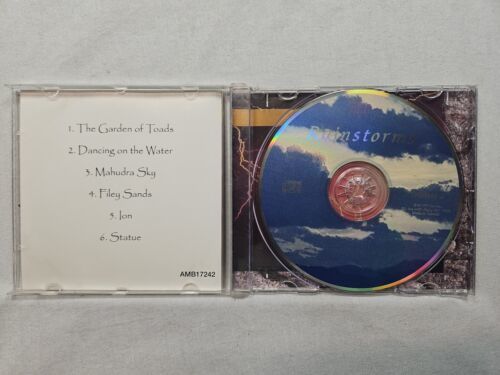 1. The Garden of Toads
2. Dancing on the Water
3. Mahudra Sky
4. Filey Sands
5. Jon
6. Statue
AMB17242